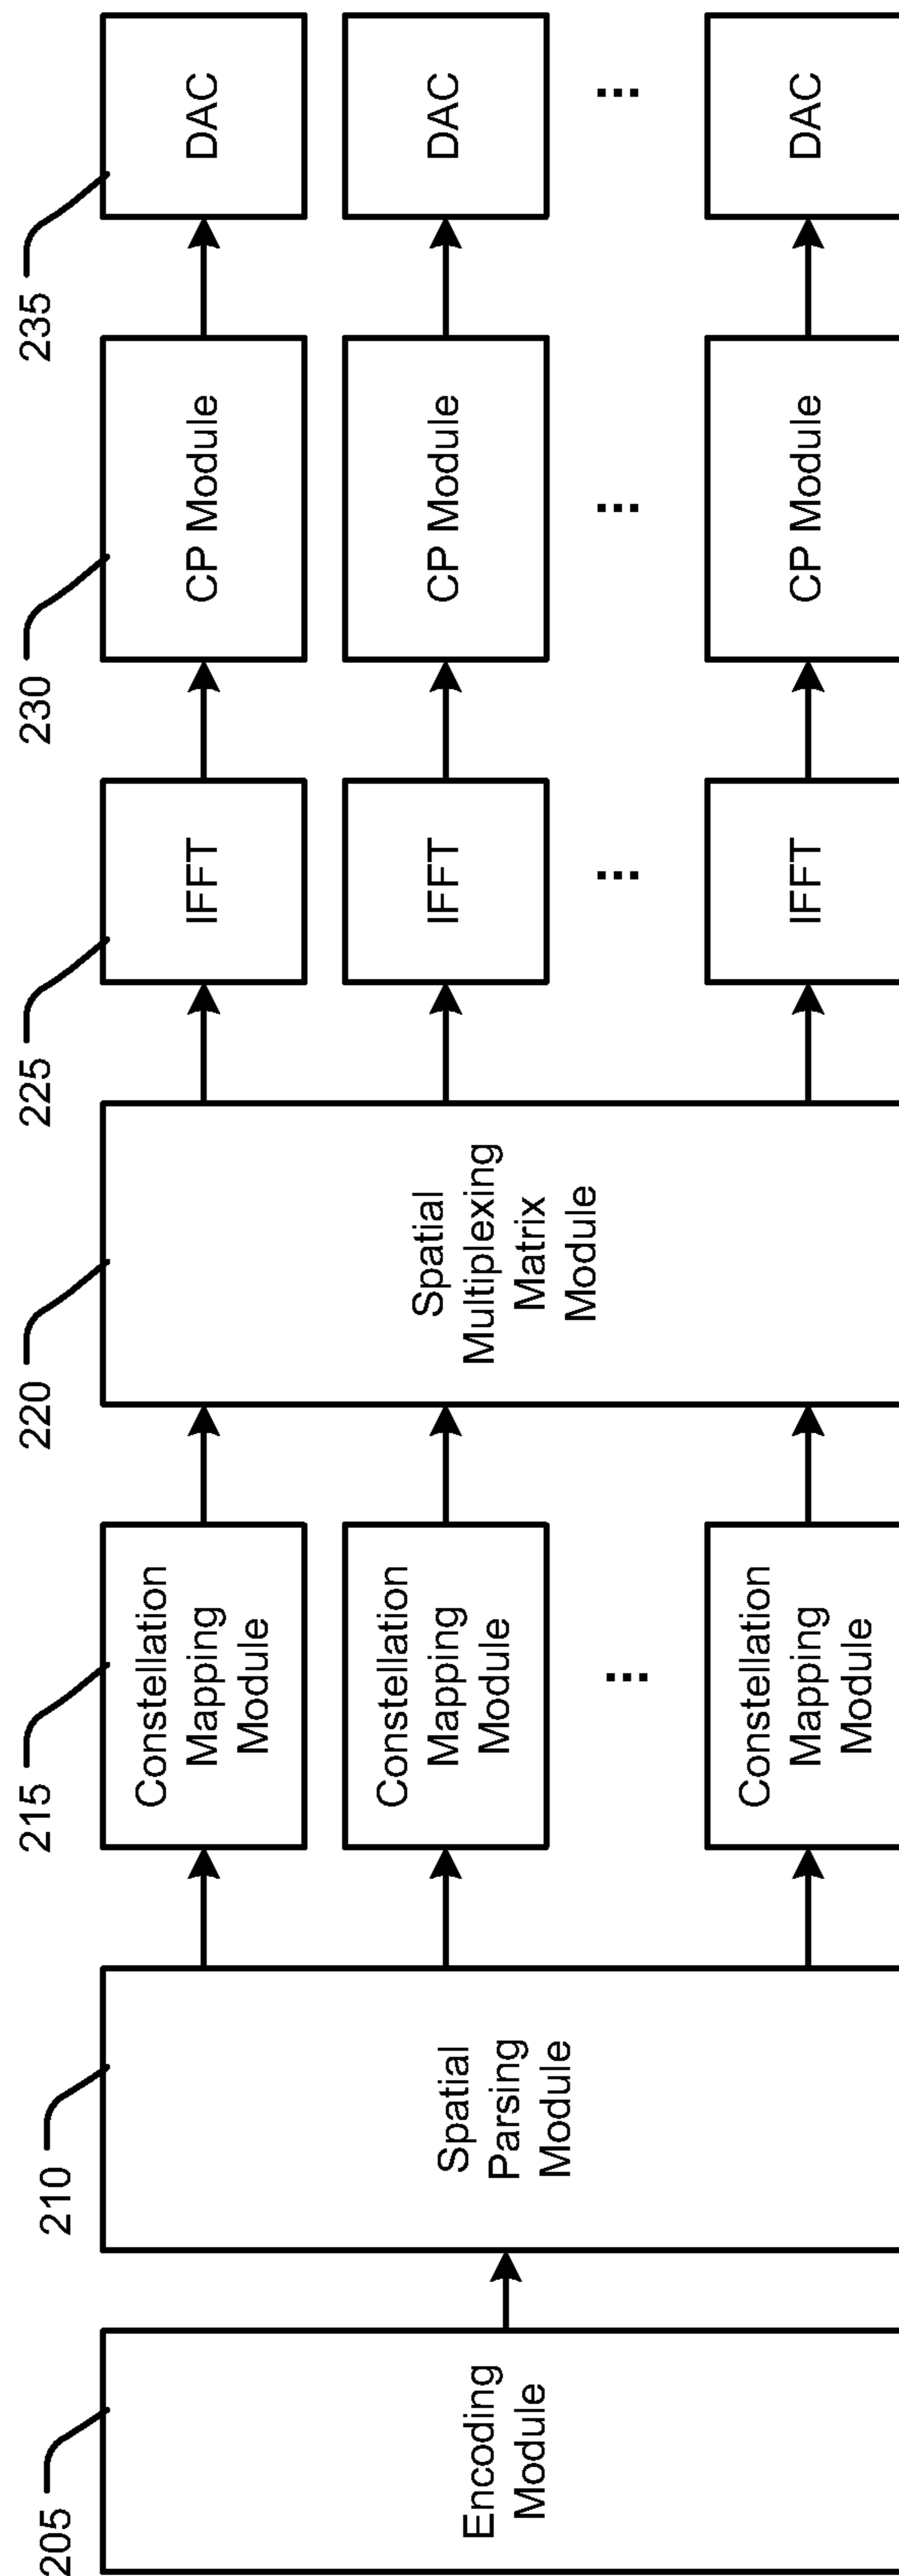 205
210
215
220
225
230
235
Encoding
Module
Spatial
Parsing
Module
Constellation
Mapping
Module
Constellation
Mapping
Module
...
Constellation
Mapping
Module
Spatial
Multiplexing
Matrix
Module
IFFT
IFFT
...
IFFT
CP Module
CP Module
...
CP Module
DAC
DAC
...
DAC